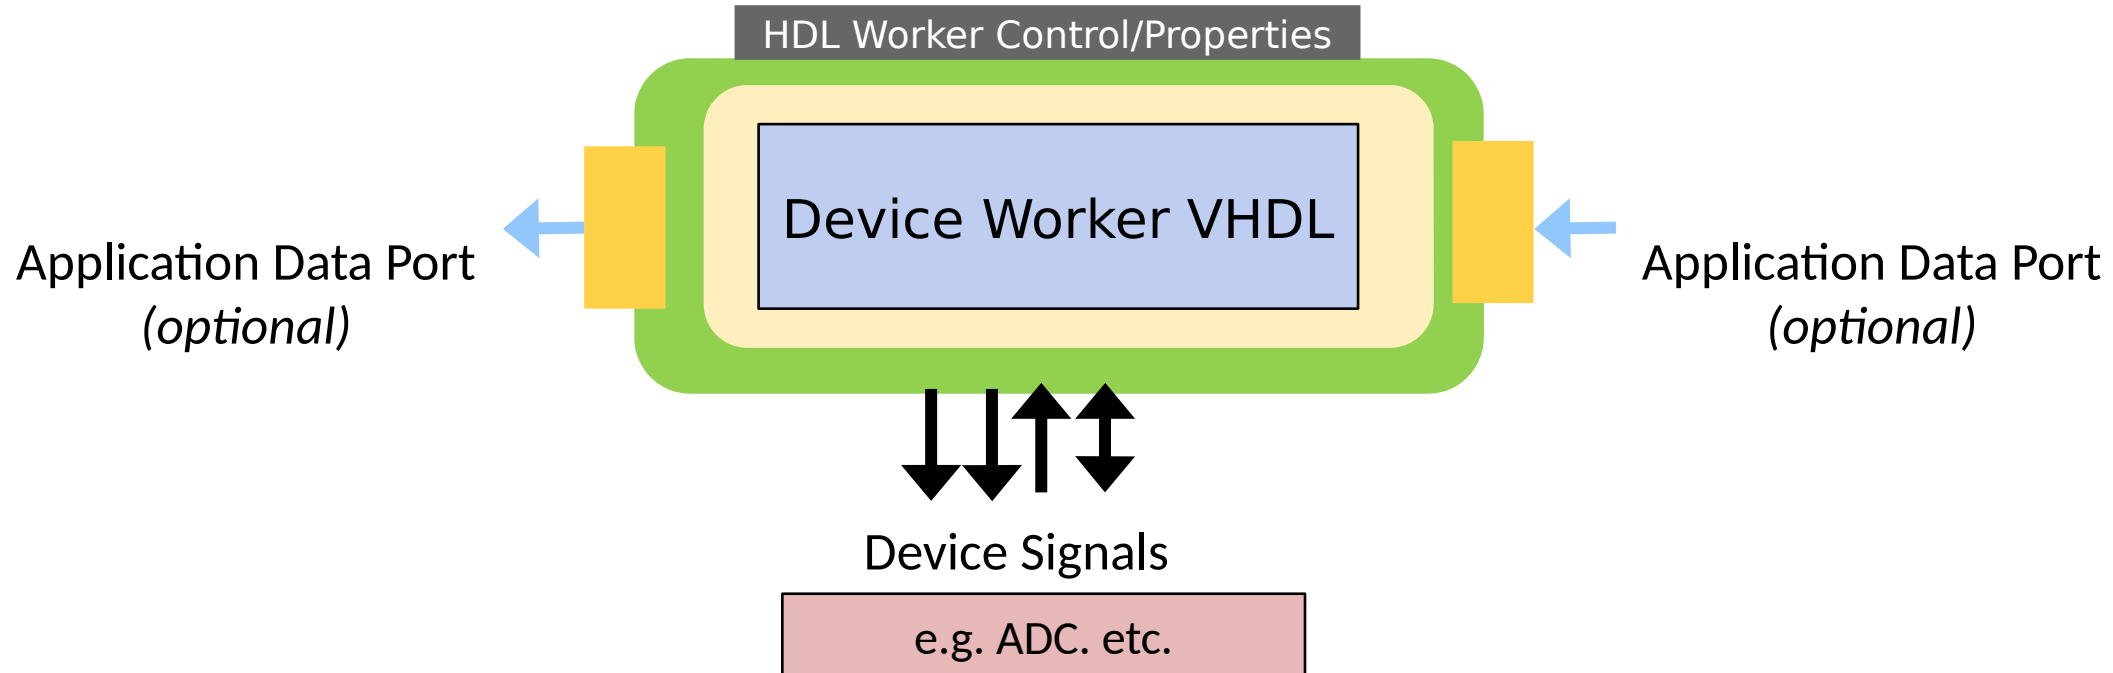 HDL Worker Control/Properties
Device Worker VHDL
Application Data Port
(optional)
Application Data Port
(optional)
Device Signals
e.g. ADC. etc.